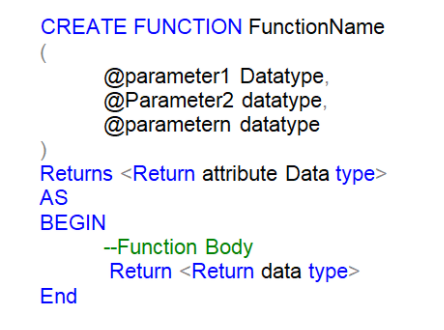 CREATE FUNCTION FunctionName
(
@parameter1 Datatype,
@Parameter2 datatype,
@parametern datatype
)
Returns <Return attribute Data type>
AS
BEGIN
--Function Body
Return <Return data type>
End